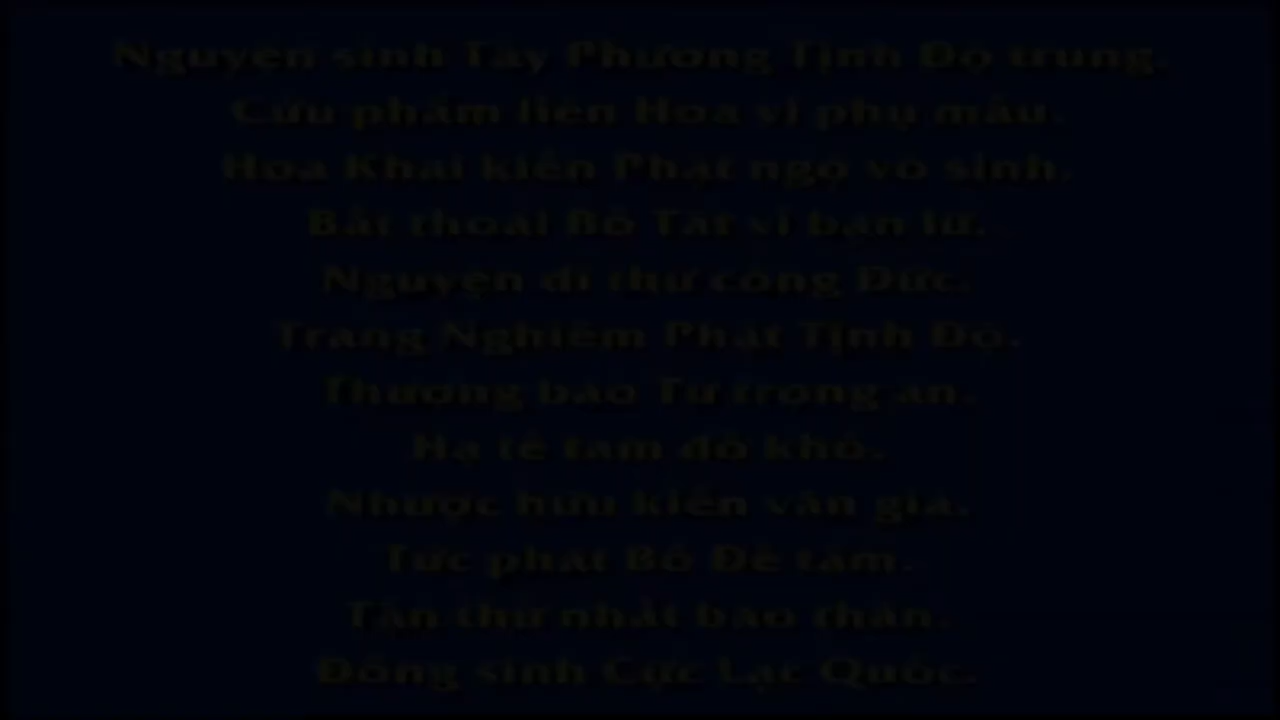 Nguyện sinh Tây Phương Tịnh Độ trung.
Cửu phẩm liên Hoa vi phụ mẫu.
Hoa Khai kiến Phật ngộ vô sinh.
Bất thoái Bồ Tát vi bạn lữ.
Nguyện dĩ thử công Đức.
Trang Nghiêm Phật Tịnh Độ.
Thượng báo Tứ trọng ân.
Hạ tế tam đồ khổ.
Nhược hữu kiến văn giả.
Tức phát Bồ Đề tâm.
Tận thử nhất báo thân.
Đồng sinh Cực Lạc Quốc.